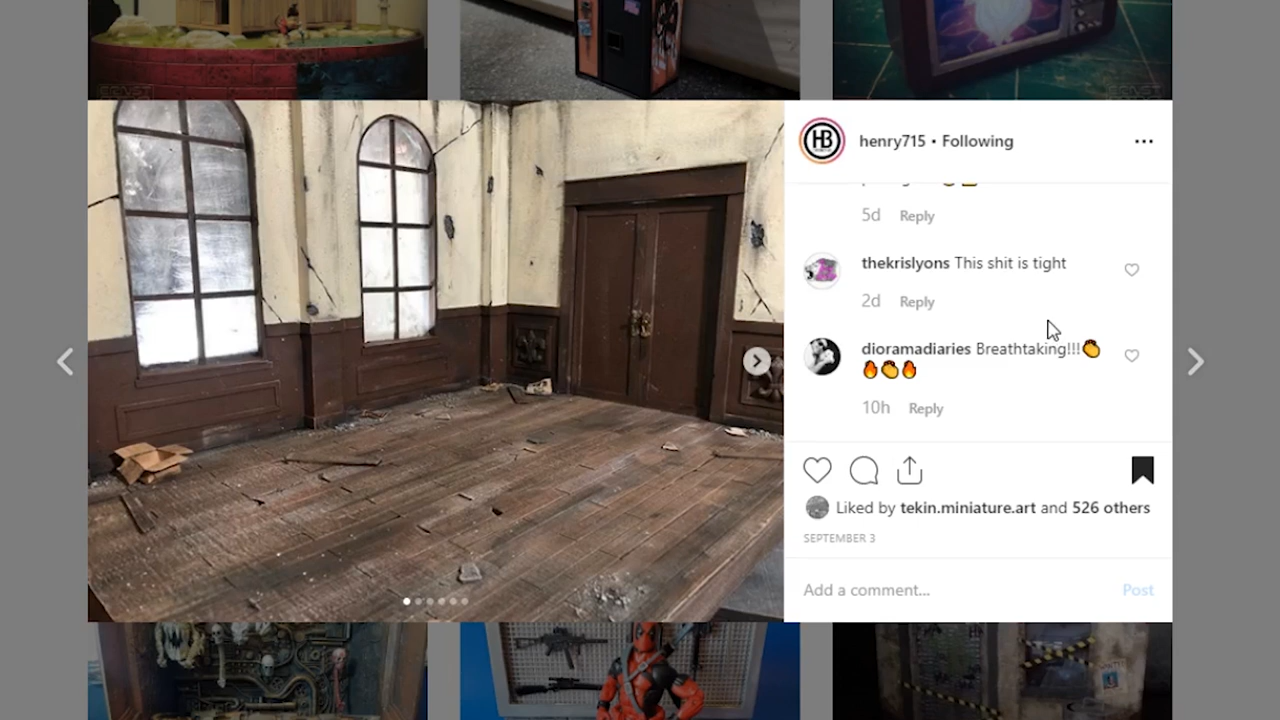 HB
henry715 • Following
5d Reply
thekrislyons This shit is tight
2d Reply
dioramadiaries Breathtaking!!!👏
🔥👏🔥
10h Reply
Liked by tekin.miniature.art and 526 others
SEPTEMBER 3
Add a comment... Post